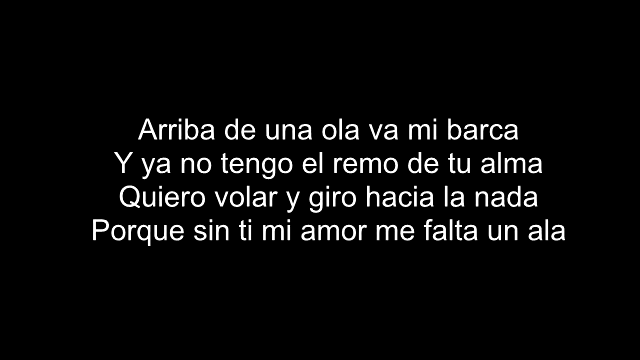 Arriba de una ola va mi barca
Y ya no tengo el remo de tu alma
Quiero volar y giro hacia la nada
Porque sin ti mi amor me falta un ala